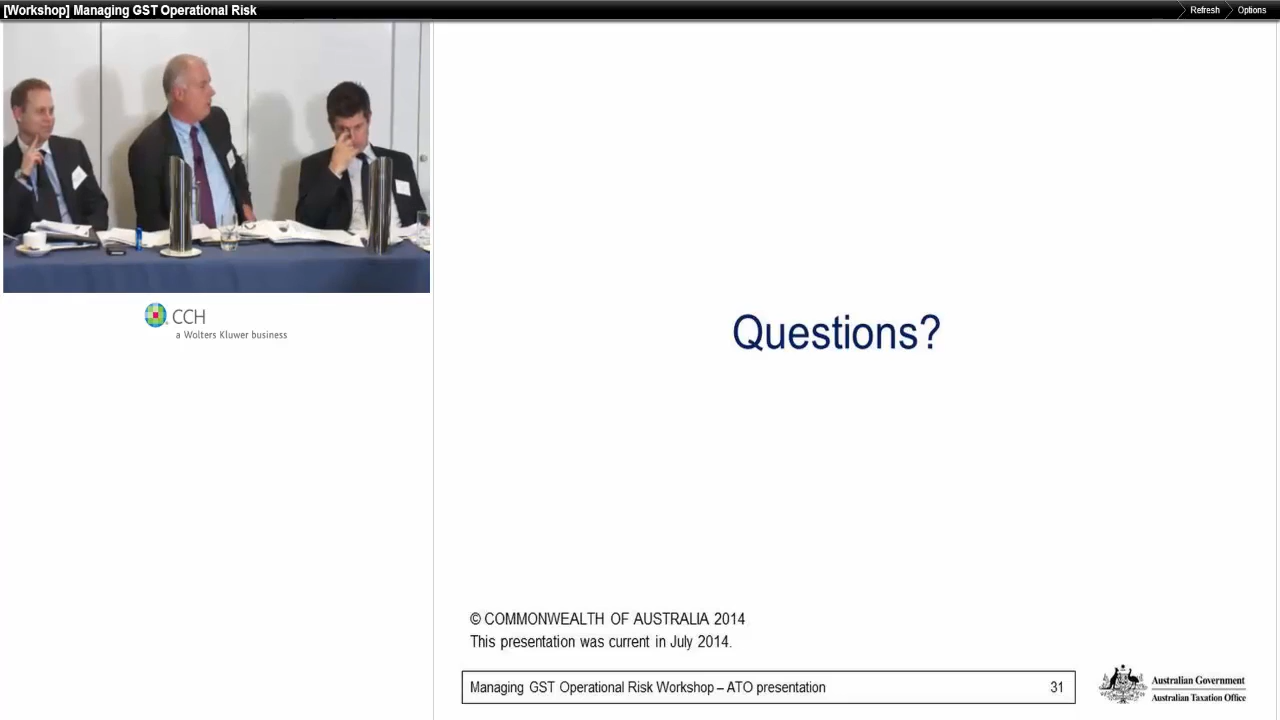 [Workshop] Managing GST Operational Risk
Refresh
Options
CCH
a Wolters Kluwer business
Questions?
© COMMONWEALTH OF AUSTRALIA 2014
This presentation was current in July 2014.
Managing GST Operational Risk Workshop – ATO presentation
31
Australian Government
Australian Taxation Office